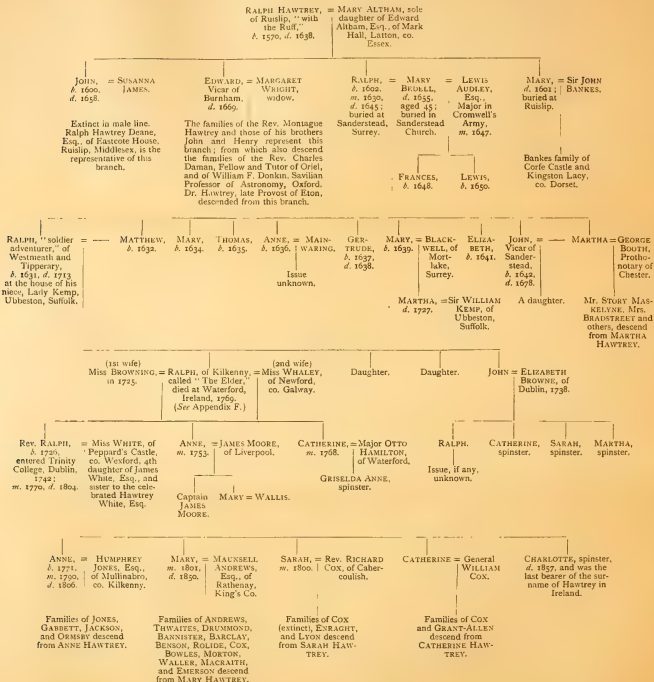 RALPH HAWTREY, = MARY ALTHAM, sole
of Ruislip, "with daughter of Edward
the Ruff," Altham, Esq., of Mark
b. 1570, d. 1638. Hall, Latton, co.
Essex.
JOHN, = SUSANNA
b. 1600, JAMES.
d. 1658.
Extinct in male line.
Ralph Hawtrey Deane,
Esq., of Eastcote House,
Ruislip, Middlesex, is the
representative of this
branch.
EDWARD, = MARGARET
Vicar of WRIGHT,
Burnham, widow.
d. 1669.
The families of the Rev. Montague
Hawtrey and those of his brothers
John and Henry represent this
branch; from which also descend
the families of the Rev. Charles
Daman, Fellow and Tutor of Oriel,
and of William F. Donkin, Savilian
Professor of Astronomy, Oxford.
Dr. Hawtrey, late Provost of Eton,
descended from this branch.
RALPH, = MARY = LEWIS
b. 1602. BEDELL, AUDLEY,
m. 1630, d. 1655, Esq.,
d. 1645; aged 45; Major in
buried at buried in Cromwell's
Sanderstead, Sanderstead Army,
Surrey. Church. m. 1647.
FRANCES, LEWIS,
b. 1648. b. 1650.
MARY, = Sir JOHN
d. 1601; BANKES.
buried at
Ruislip.
Bankes family of
Corfe Castle and
Kingston Lacy,
co. Dorset.
RALPH, "soldier = —
adventurer," of
Westmeath and
Tipperary,
b. 1631, d. 1713
at the house of his
niece, Lady Kemp,
Ubbeston, Suffolk.
MATTHEW,
b. 1632.
MARY,
b. 1634.
THOMAS,
b. 1635.
ANNE, = MAIN-
b. 1636, WARING.
Issue
unknown.
GER-
TRUDE,
b. 1637,
d. 1638.
MARY, = BLACK-
b. 1639. WELL, of
Mort-
lake,
Surrey.
MARTHA, = Sir WILLIAM
d. 1727. KEMP, of
Ubbeston,
Suffolk.
ELIZA-
BETH,
b. 1641.
JOHN, = —
Vicar of
Sander-
stead.
b. 1642,
d. 1678.
A daughter.
MARTHA = GEORGE
BOOTH,
Protho-
notary of
Chester.
Mr. STORY MAS-
KELYNE, Mrs.
BRADSTREET and
others, descend
from MARTHA
HAWTREY.
(1st wife) (2nd wife)
Miss BROWNING, = RALPH, of Kilkenny, = Miss WHALEY,
in 1725. called "The Elder," of Newford,
died at Waterford, co. Galway.
Ireland, 1769.
(See Appendix F.)
Daughter. Daughter.
JOHN = ELIZABETH
BROWNE, of
Dublin, 1738.
Rev. RALPH, = Miss WHITE, of
b. 1726, Peppard's Castle,
entered Trinity co. Wexford, 4th
College, Dublin, daughter of James
1742; White, Esq., and
m. 1770, d. 1804. sister to the cele-
brated Hawtrey
White, Esq.
ANNE, = JAMES MOORE,
m. 1753. of Liverpool.
Captain MARY = WALLIS.
JAMES
MOORE.
CATHERINE, = Major OTTO
m. 1768. HAMILTON,
of Waterford,
GRISELDA ANNE,
spinster.
RALPH.
Issue, if any,
unknown.
CATHERINE, SARAH, MARTHA,
spinster. spinster. spinster.
ANNE, = HUMPHREY
b. 1771. JONES, Esq.,
m. 1790, of Mullinabro,
d. 1806. co. Kilkenny.
Families of JONES,
GABBETT, JACKSON,
and ORMSBY descend
from ANNE HAWTREY.
MARY, = MAUNSELL
m. 1801, ANDREWS,
d. 1850. Esq., of
Rathenay,
King's Co.
Families of ANDREWS,
THWAITES, DRUMMOND,
BANNISTER, BARCLAY,
BENSON, ROLIDE, COX,
BOWLES, MORTON,
WALLER, MACRAITH,
and EMERSON descend
from MARY HAWTREY.
SARAH, = Rev. RICHARD
m. 1800. COX, of Caher-
coulish.
Families of COX
(extinct), ENRAGHT,
and LYON descend
from SARAH HAW-
TREY.
CATHERINE = General
WILLIAM
COX.
Families of COX
and GRANT-ALLEN
descend from
CATHERINE HAW-
TREY.
CHARLOTTE, spinster,
d. 1857, and was the
last bearer of the sur-
name of Hawtrey in
Ireland.